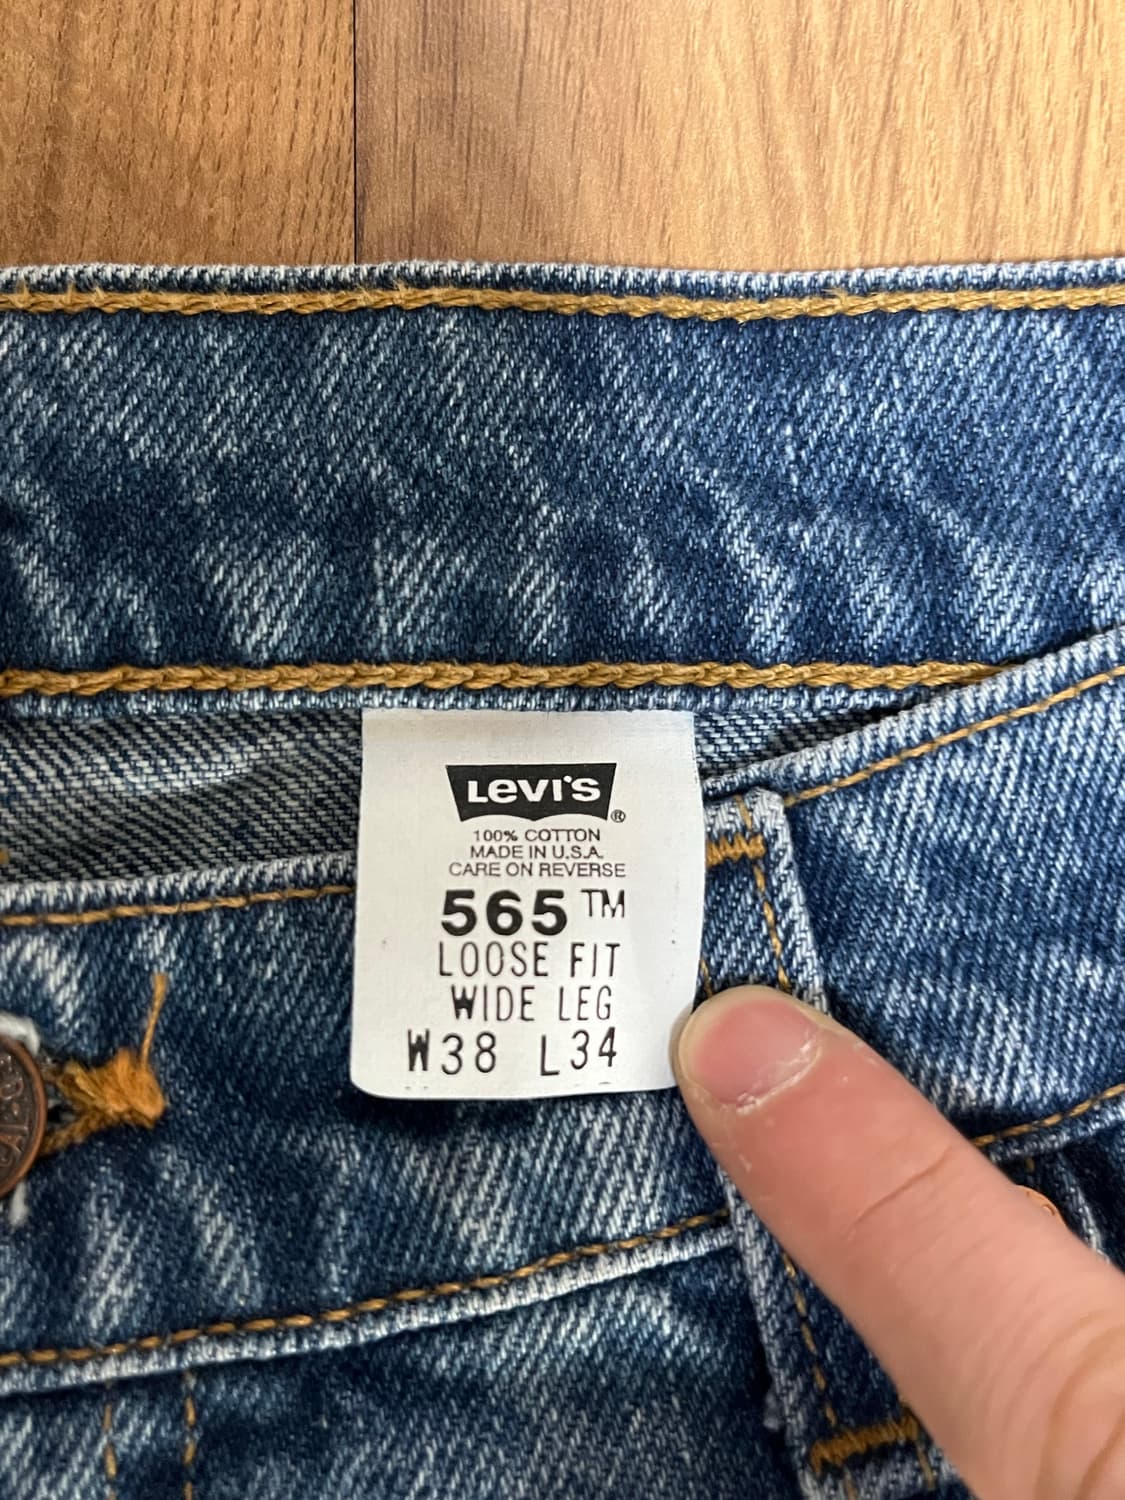 Levi's®
100% COTTON
MADE IN U.S.A.
CARE ON REVERSE
565™
LOOSE FIT
WIDE LEG
W38 L34